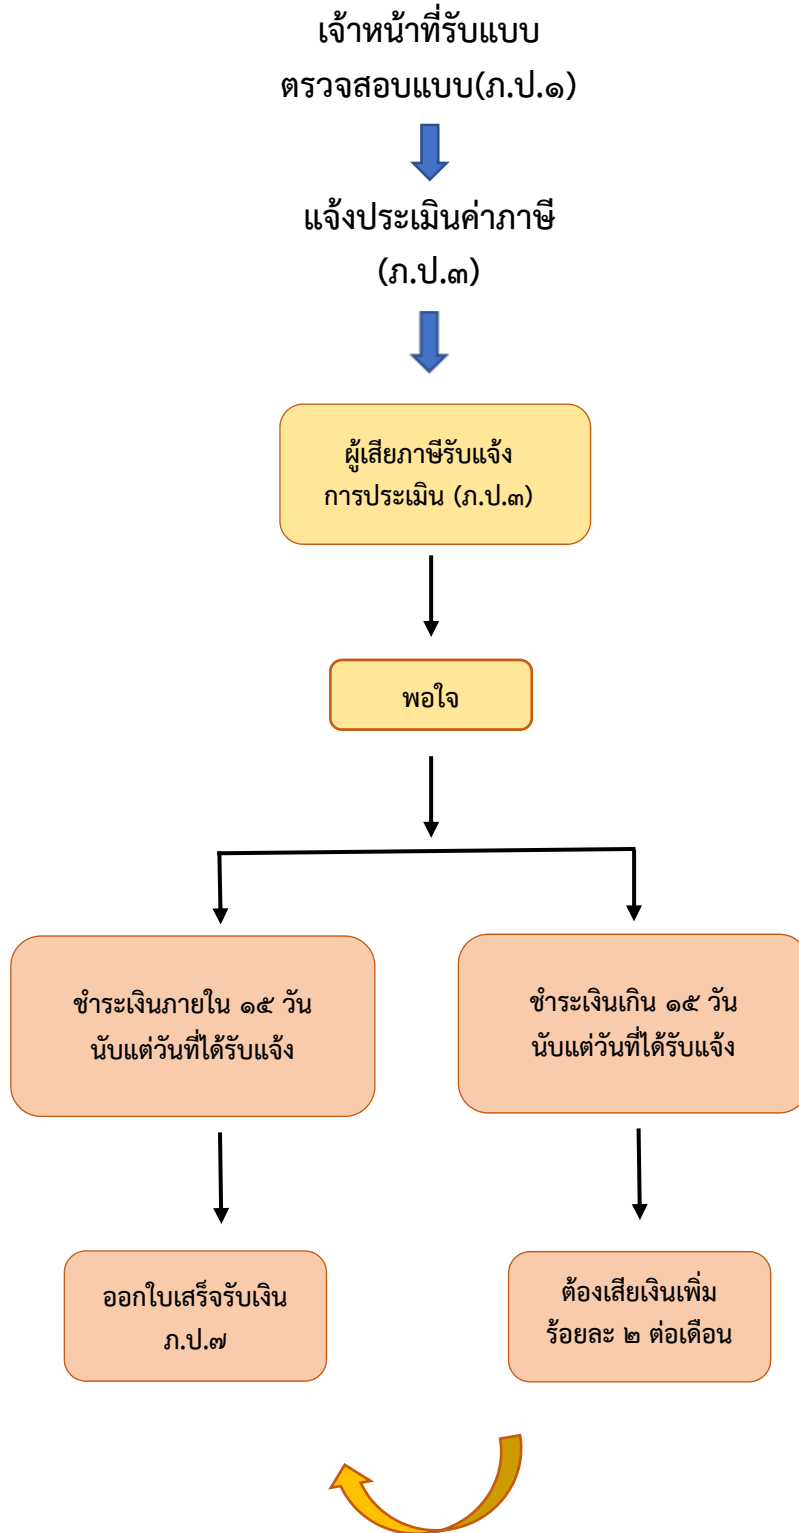 เจ้าหน้าที่รับแบบ
ตรวจสอบแบบ(ภ.ป.๑)
แจ้งประเมินค่าภาษี
(ภ.ป.๓)
ผู้เสียภาษีรับแจ้ง
การประเมิน (ภ.ป.๓)
พอใจ
ชำระเงินภายใน ๑๕ วัน
นับแต่วันที่ได้รับแจ้ง
ชำระเงินเกิน ๑๕ วัน
นับแต่วันที่ได้รับแจ้ง
ออกใบเสร็จรับเงิน
ภ.ป.๗
ต้องเสียเงินเพิ่ม
ร้อยละ ๒ ต่อเดือน